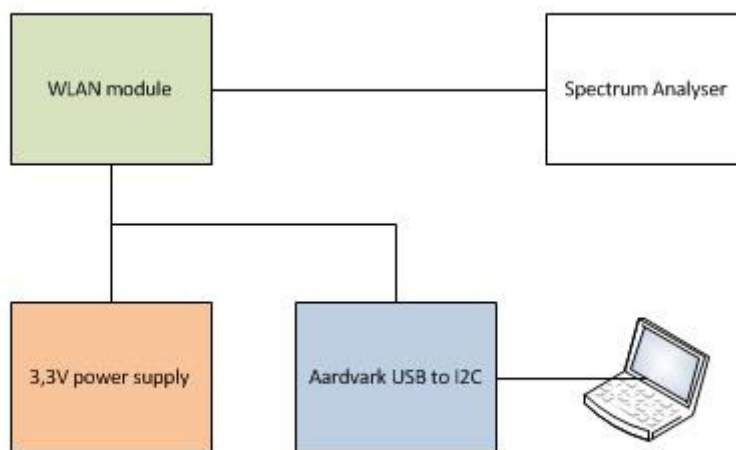 WLAN module
Spectrum Analyser
3,3V power supply
Aardvark USB to I2C